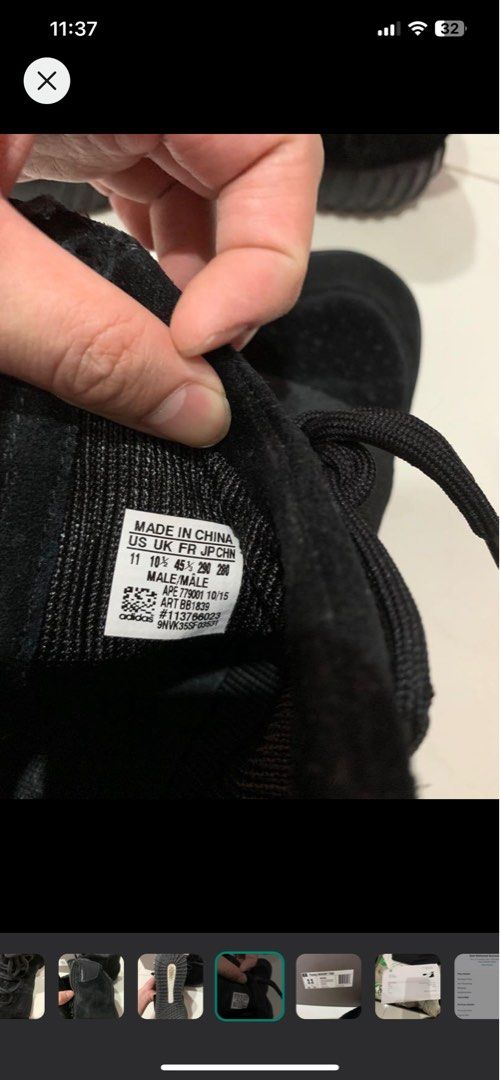 11:37
32
MADE IN CHINA
US UK FR JP CHN
11 10½ 45⅓ 290 280
MALE/MÂLE
APE 779001 10/15
ART BB1839
#113766023
adidas